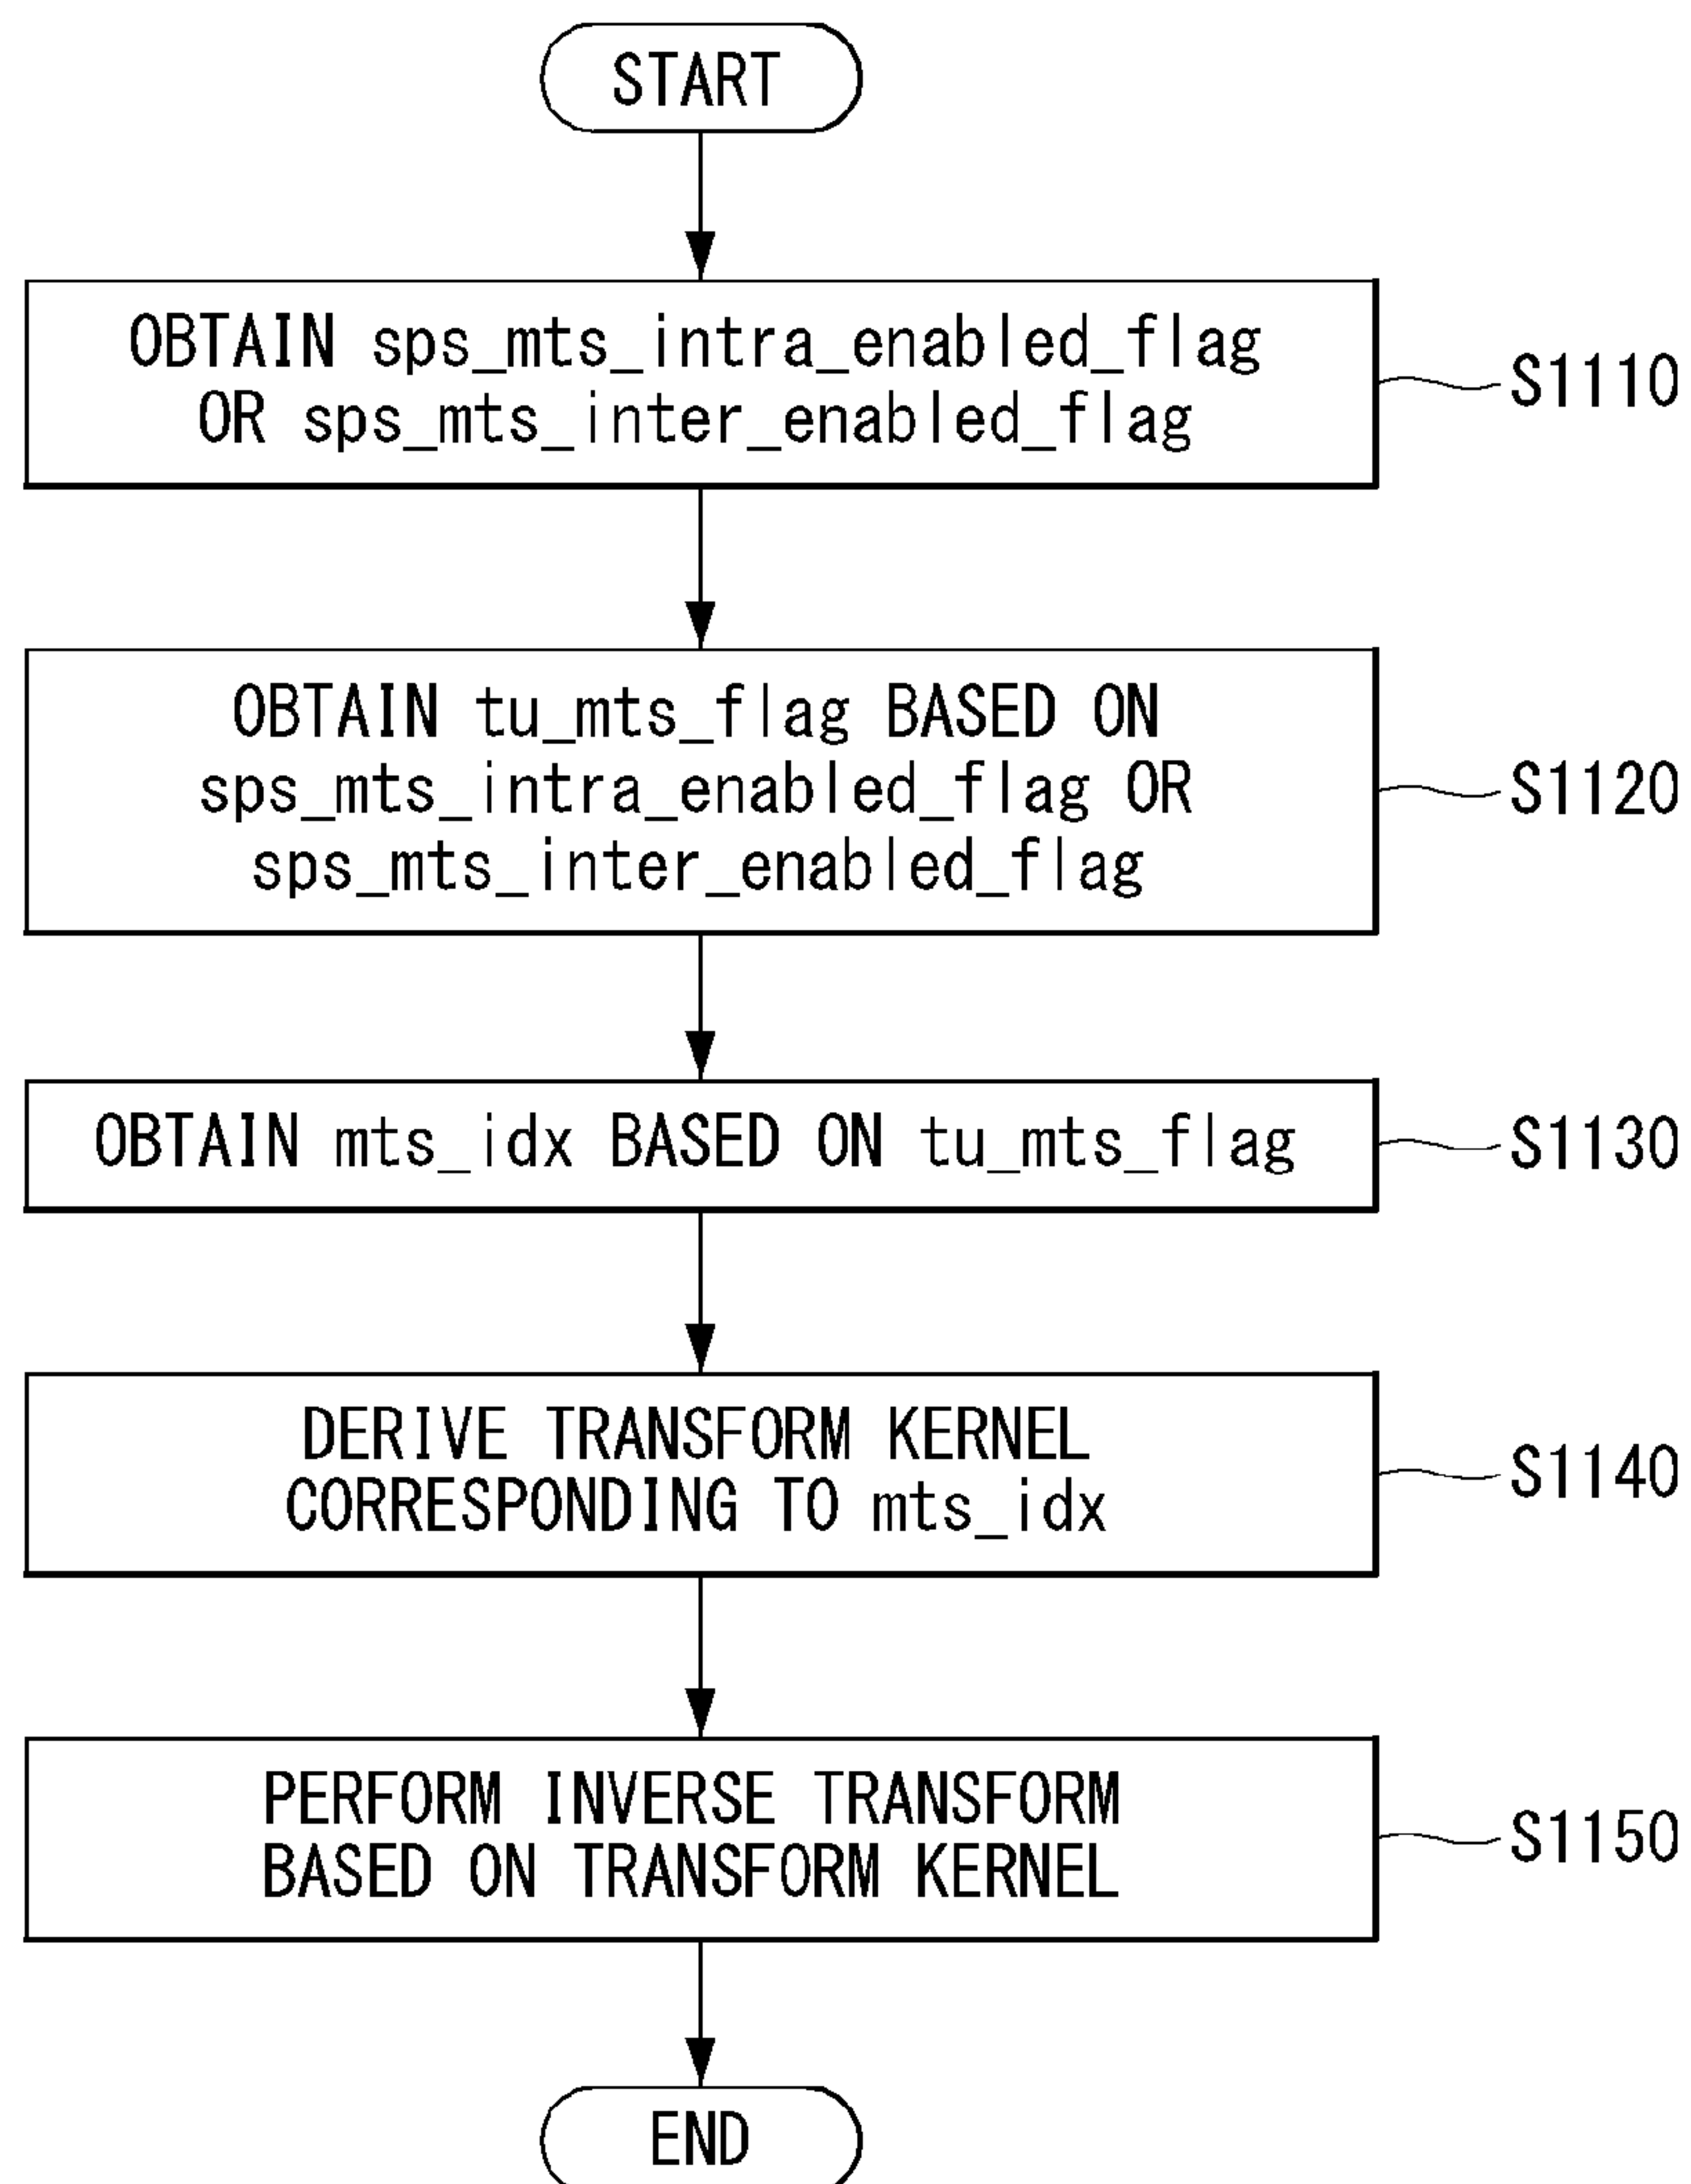 START
OBTAIN sps_mts_intra_enabled_flag
OR sps_mts_inter_enabled_flag
S1110
OBTAIN tu_mts_flag BASED ON
sps_mts_intra_enabled_flag OR
sps_mts_inter_enabled_flag
S1120
OBTAIN mts_idx BASED ON tu_mts_flag
S1130
DERIVE TRANSFORM KERNEL
CORRESPONDING TO mts_idx
S1140
PERFORM INVERSE TRANSFORM
BASED ON TRANSFORM KERNEL
S1150
END